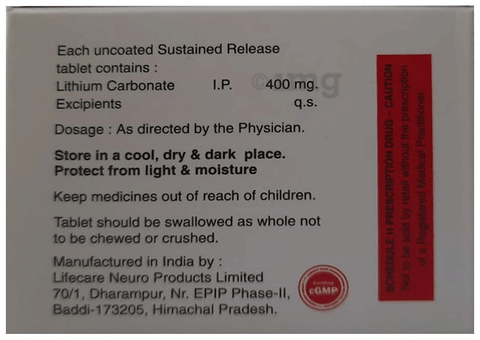 Each uncoated Sustained Release
tablet contains :
Lithium Carbonate I.P. 400 mg.
Excipients q.s.
Dosage : As directed by the Physician.
Store in a cool, dry & dark place.
Protect from light & moisture
Keep medicines out of reach of children.
Tablet should be swallowed as whole not
to be chewed or crushed.
Manufactured in India by :
Lifecare Neuro Products Limited
70/1, Dharampur, Nr. EPIP Phase-II,
Baddi-173205, Himachal Pradesh.
cGMP
SCHEDULE H PRESCRIPTION DRUG - CAUTION
Not to be sold by retail without the prescription
of a Registered Medical Practitioner.
1mg